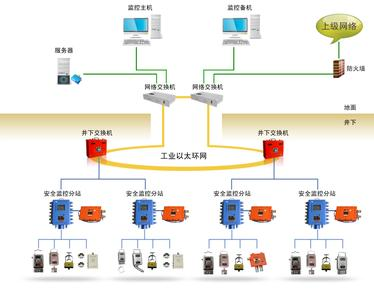 监控主机
监控备机
上级网络
服务器
防火墙
网络交换机
网络交换机
地面
井下
井下交换机
井下交换机
工业以太环网
安全监控分站
安全监控分站
安全监控分站
安全监控分站